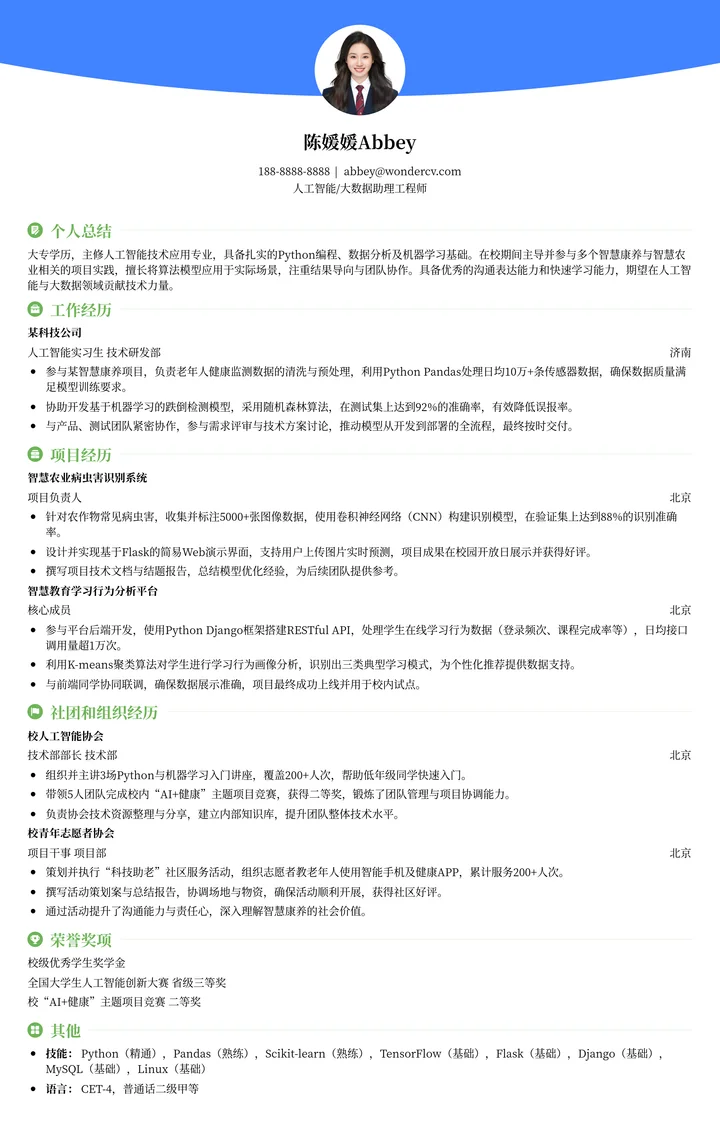 陈媛媛Abbey
188-8888-8888 | abbey@wondercv.com
人工智能/大数据助理工程师
个人总结
大专学历，主修人工智能技术应用专业，具备扎实的Python编程、数据分析及机器学习基础。在校期间主导并参与多个智慧康养与智慧农
业相关的项目实践，擅长将算法模型应用于实际场景，注重结果导向与团队协作。具备优秀的沟通表达能力和快速学习能力，期望在人工智
能与大数据领域贡献技术力量。
工作经历
某科技公司
人工智能实习生 技术研发部 济南
• 参与某智慧康养项目，负责老年人健康监测数据的清洗与预处理，利用Python Pandas处理日均10万+条传感器数据，确保数据质量满
足模型训练要求。
• 协助开发基于机器学习的跌倒检测模型，采用随机森林算法，在测试集上达到92%的准确率，有效降低误报率。
• 与产品、测试团队紧密协作，参与需求评审与技术方案讨论，推动模型从开发到部署的全流程，最终按时交付。
项目经历
智慧农业病虫害识别系统
项目负责人 北京
• 针对农作物常见病虫害，收集并标注5000+张图像数据，使用卷积神经网络（CNN）构建识别模型，在验证集上达到88%的识别准确
率。
• 设计并实现基于Flask的简易Web演示界面，支持用户上传图片实时预测，项目成果在校园开放日展示并获得好评。
• 撰写项目技术文档与结题报告，总结模型优化经验，为后续团队提供参考。
智慧教育学习行为分析平台
核心成员 北京
• 参与平台后端开发，使用Python Django框架搭建RESTful API，处理学生在线学习行为数据（登录频次、课程完成率等），日均接口
调用量超1万次。
• 利用K-means聚类算法对学生进行学习行为画像分析，识别出三类典型学习模式，为个性化推荐提供数据支持。
• 与前端同学协同联调，确保数据展示准确，项目最终成功上线并用于校内试点。
社团和组织经历
校人工智能协会
技术部部长 技术部 北京
• 组织并主讲3场Python与机器学习入门讲座，覆盖200+人次，帮助低年级同学快速入门。
• 带领5人团队完成校内“AI+健康”主题项目竞赛，获得二等奖，锻炼了团队管理与项目协调能力。
• 负责协会技术资源整理与分享，建立内部知识库，提升团队整体技术水平。
校青年志愿者协会
项目干事 项目部 北京
• 策划并执行“科技助老”社区服务活动，组织志愿者教老年人使用智能手机及健康APP，累计服务200+人次。
• 撰写活动策划案与总结报告，协调场地与物资，确保活动顺利开展，获得社区好评。
• 通过活动提升了沟通能力与责任心，深入理解智慧康养的社会价值。
荣誉奖项
校级优秀学生奖学金
全国大学生人工智能创新大赛 省级三等奖
校“AI+健康”主题项目竞赛 二等奖
其他
• 技能： Python（精通），Pandas（熟练），Scikit-learn（熟练），TensorFlow（基础），Flask（基础），Django（基础），
MySQL（基础），Linux（基础）
• 语言： CET-4，普通话二级甲等